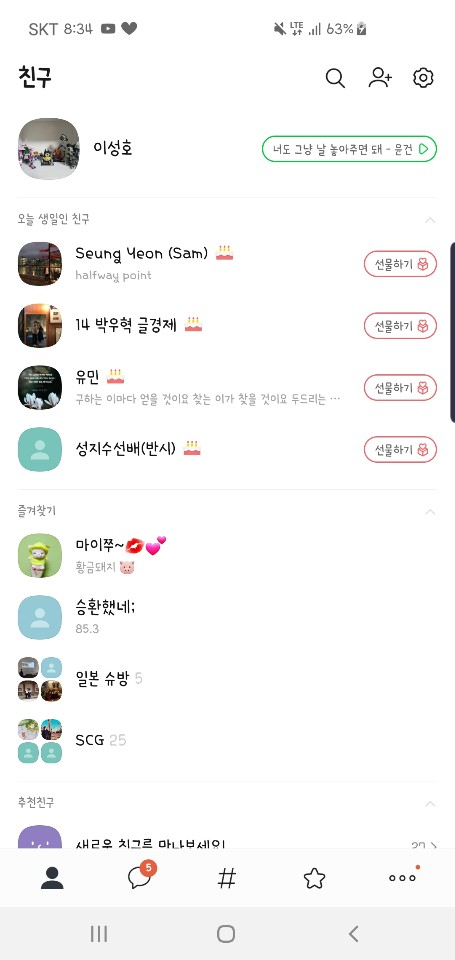 SKT 8:34 LTE 63%
친구
이성호 너도 그냥 날 놓아주면 돼 - 윤건
오늘 생일인 친구
Seung Yeon (Sam) 선물하기
halfway point
14 박우혁 글경제 선물하기
유민 선물하기
구하는 이마다 얻을 것이요 찾는 이가 찾을 것이요 두드리는 ...
성지수선배(반시) 선물하기
즐겨찾기
마이쮸~
황금돼지
승환했네;
85.3
일본 슈방 5
SCG 25
추천친구
새로운 친구를 만나보세요!
5